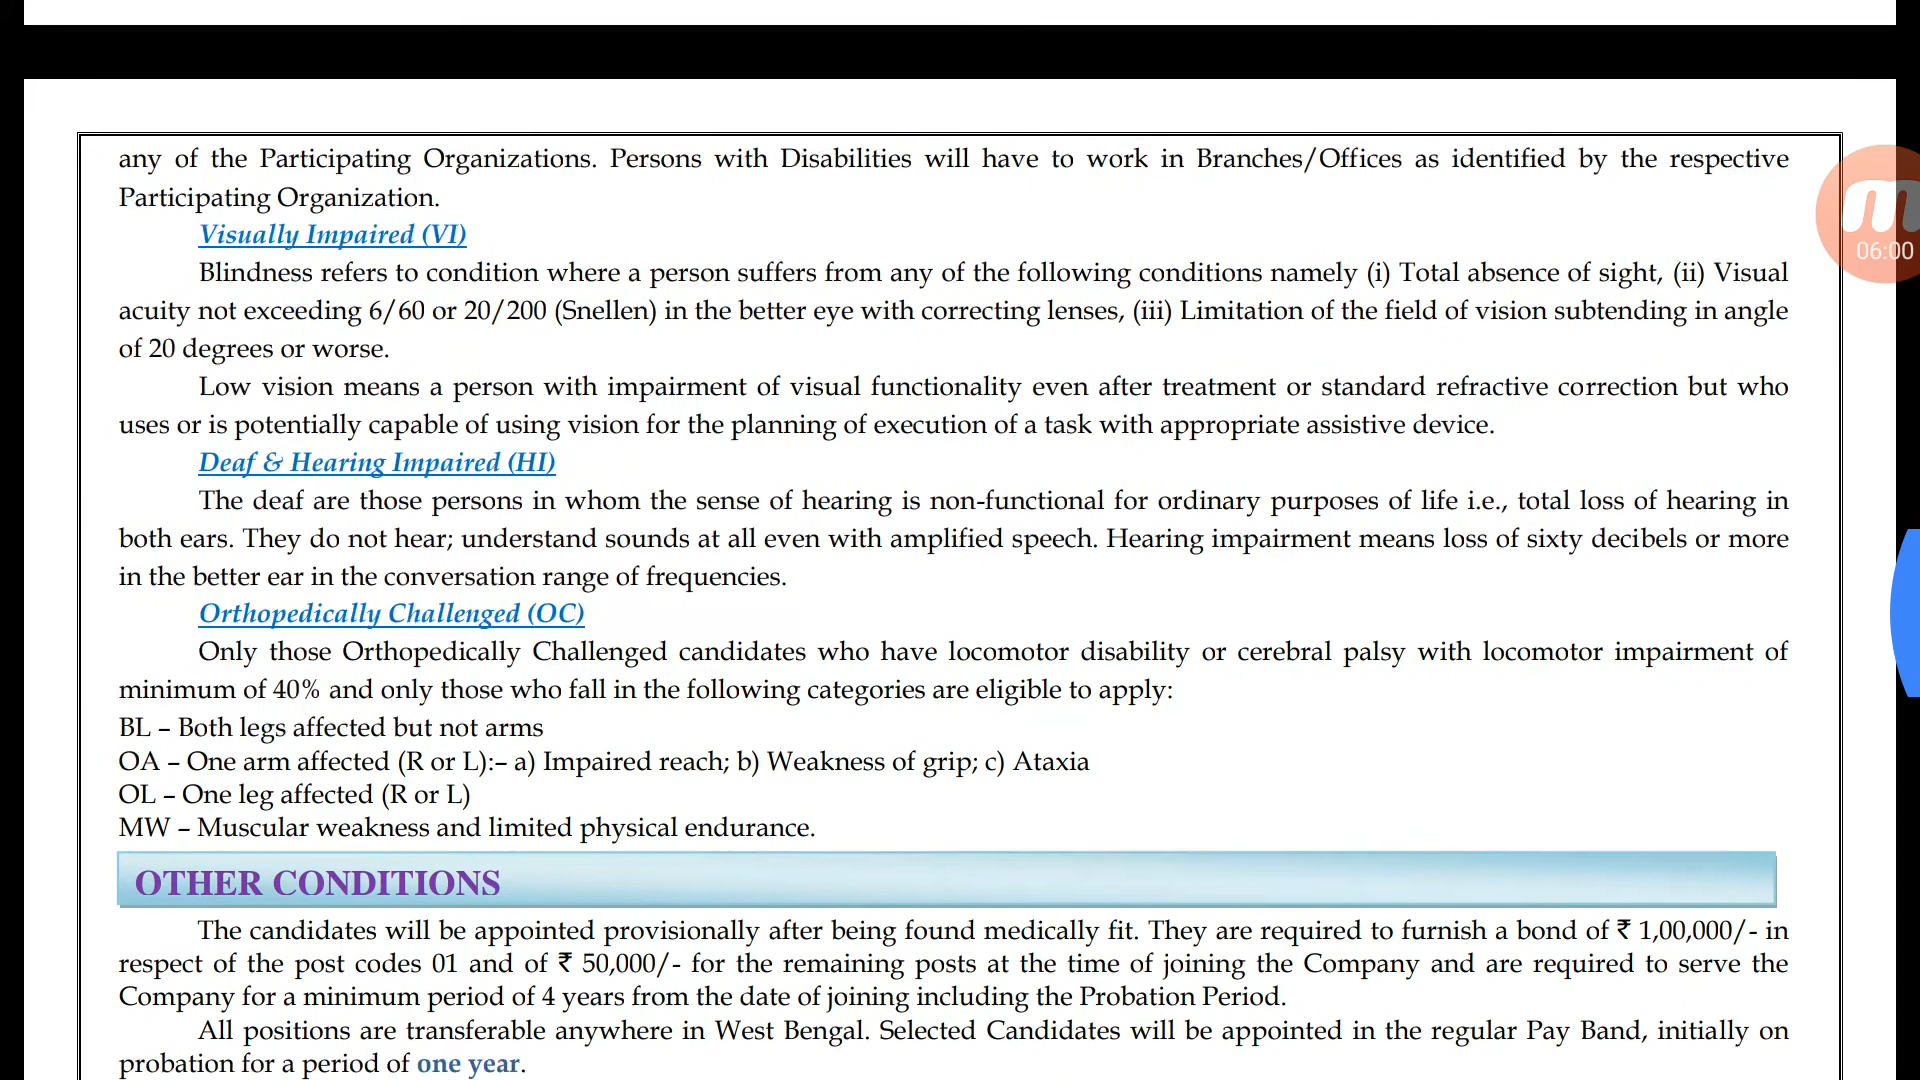 any of the Participating Organizations. Persons with Disabilities will have to work in Branches/Offices as identified by the respective
Participating Organization.
Visually Impaired (VI)
Blindness refers to condition where a person suffers from any of the following conditions namely (i) Total absence of sight, (ii) Visual
acuity not exceeding 6/60 or 20/200 (Snellen) in the better eye with correcting lenses, (iii) Limitation of the field of vision subtending in angle
of 20 degrees or worse.
Low vision means a person with impairment of visual functionality even after treatment or standard refractive correction but who
uses or is potentially capable of using vision for the planning of execution of a task with appropriate assistive device.
Deaf & Hearing Impaired (HI)
The deaf are those persons in whom the sense of hearing is non-functional for ordinary purposes of life i.e., total loss of hearing in
both ears. They do not hear; understand sounds at all even with amplified speech. Hearing impairment means loss of sixty decibels or more
in the better ear in the conversation range of frequencies.
Orthopedically Challenged (OC)
Only those Orthopedically Challenged candidates who have locomotor disability or cerebral palsy with locomotor impairment of
minimum of 40% and only those who fall in the following categories are eligible to apply:
BL – Both legs affected but not arms
OA – One arm affected (R or L):– a) Impaired reach; b) Weakness of grip; c) Ataxia
OL – One leg affected (R or L)
MW – Muscular weakness and limited physical endurance.
OTHER CONDITIONS
The candidates will be appointed provisionally after being found medically fit. They are required to furnish a bond of ₹ 1,00,000/- in
respect of the post codes 01 and of ₹ 50,000/- for the remaining posts at the time of joining the Company and are required to serve the
Company for a minimum period of 4 years from the date of joining including the Probation Period.
All positions are transferable anywhere in West Bengal. Selected Candidates will be appointed in the regular Pay Band, initially on
probation for a period of one year.
m
06:00